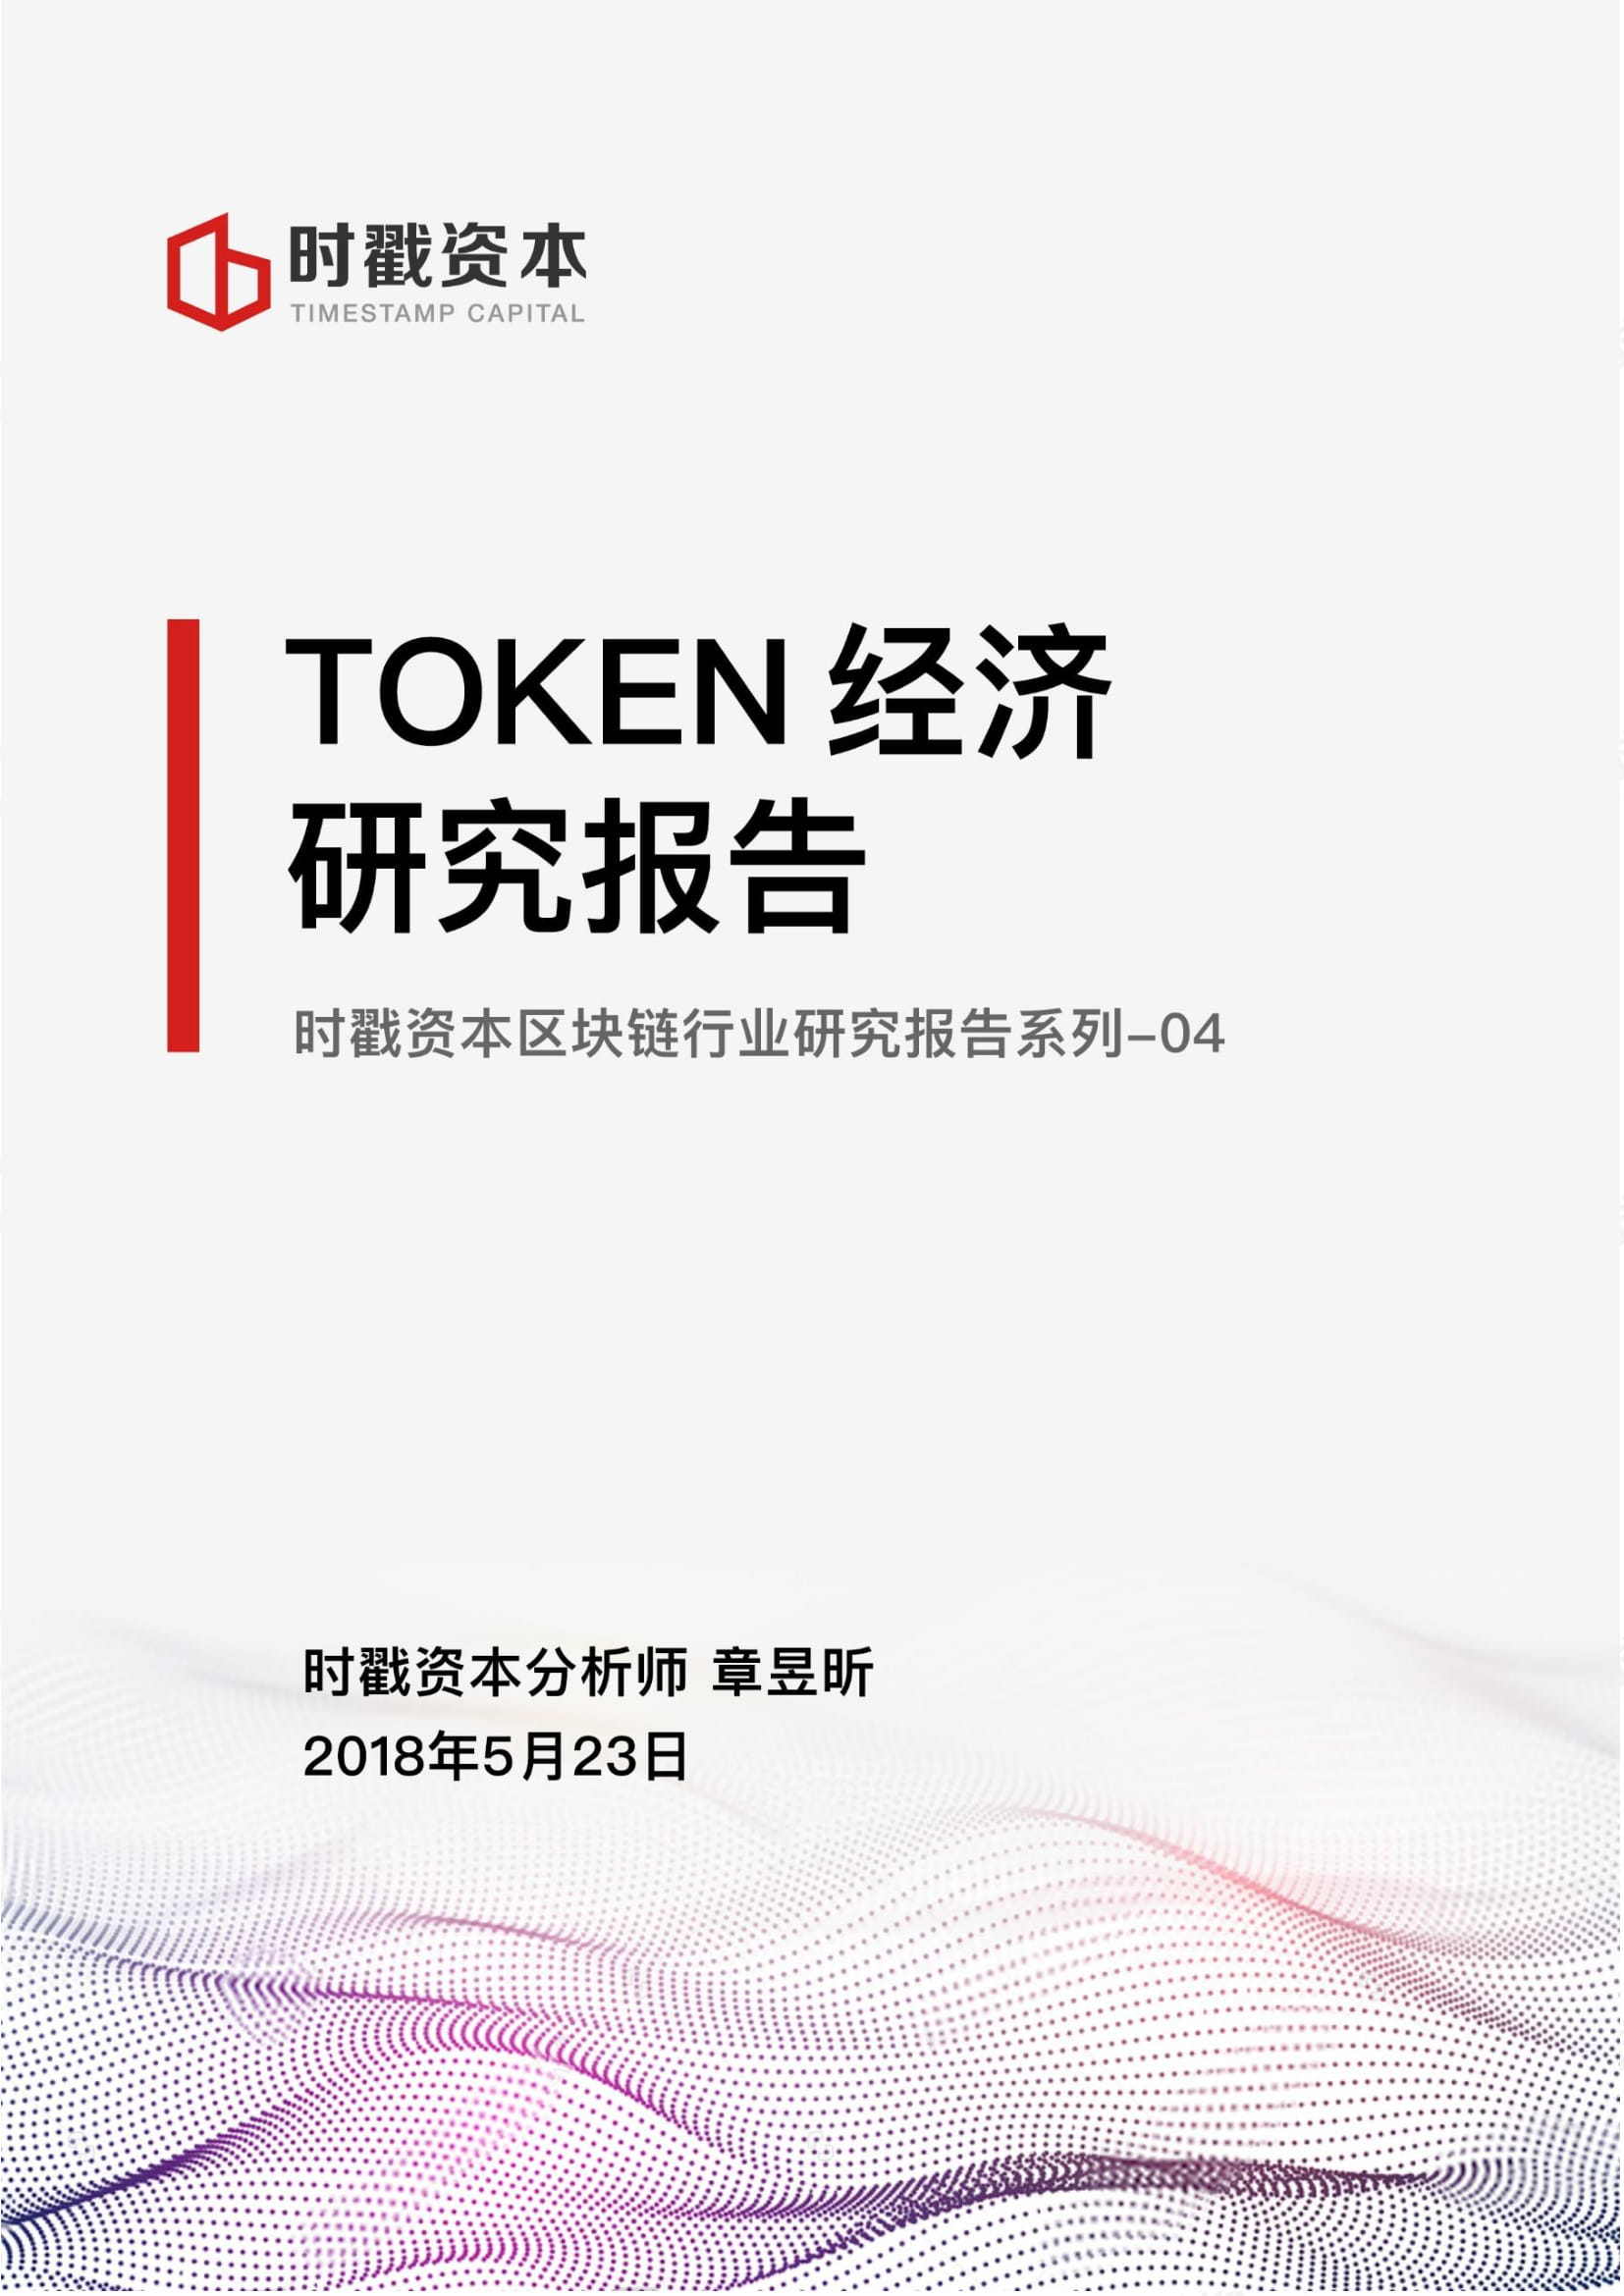 时戳资本
TIMESTAMP CAPITAL
TOKEN 经济
研究报告
时戳资本区块链行业研究报告系列-04
时戳资本分析师 章昱昕
2018年5月23日